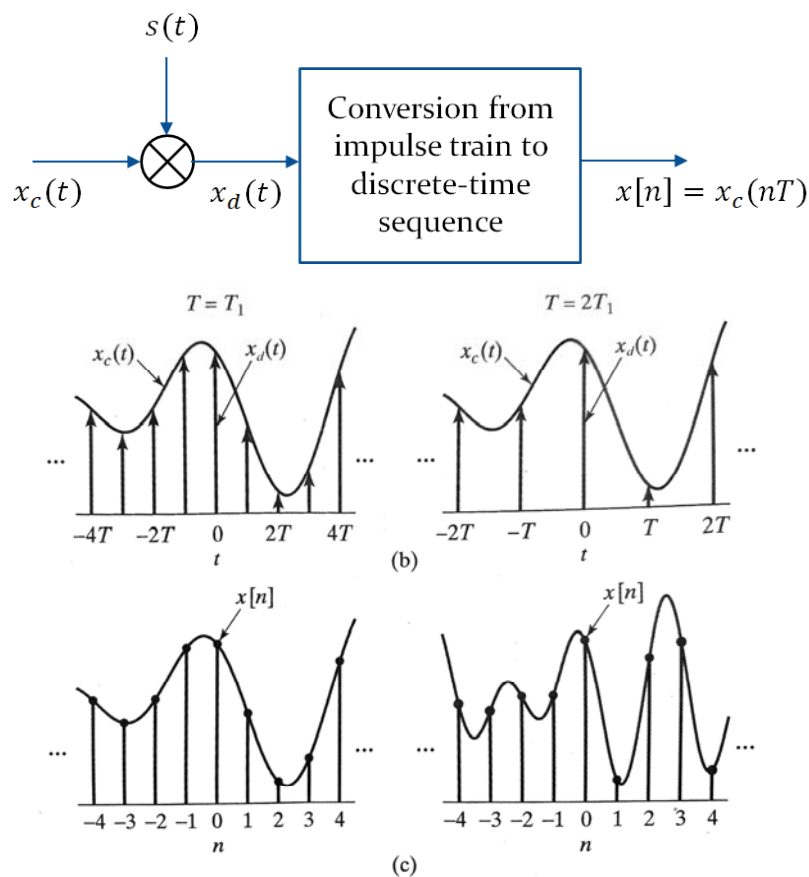 s(t)
x_c(t)
x_d(t)
Conversion from
impulse train to
discrete-time
sequence
x[n] = x_c(nT)
T = T₁
T = 2T₁
x_c(t)
x_d(t)
x_c(t)
x_d(t)
... ...
... ...
−4T −2T 0 2T 4T
t
−2T −T 0 T 2T
t
(b)
x[n]
x[n]
... ...
... ...
−4 −3 −2 −1 0 1 2 3 4
n
−4 −3 −2 −1 0 1 2 3 4
n
(c)